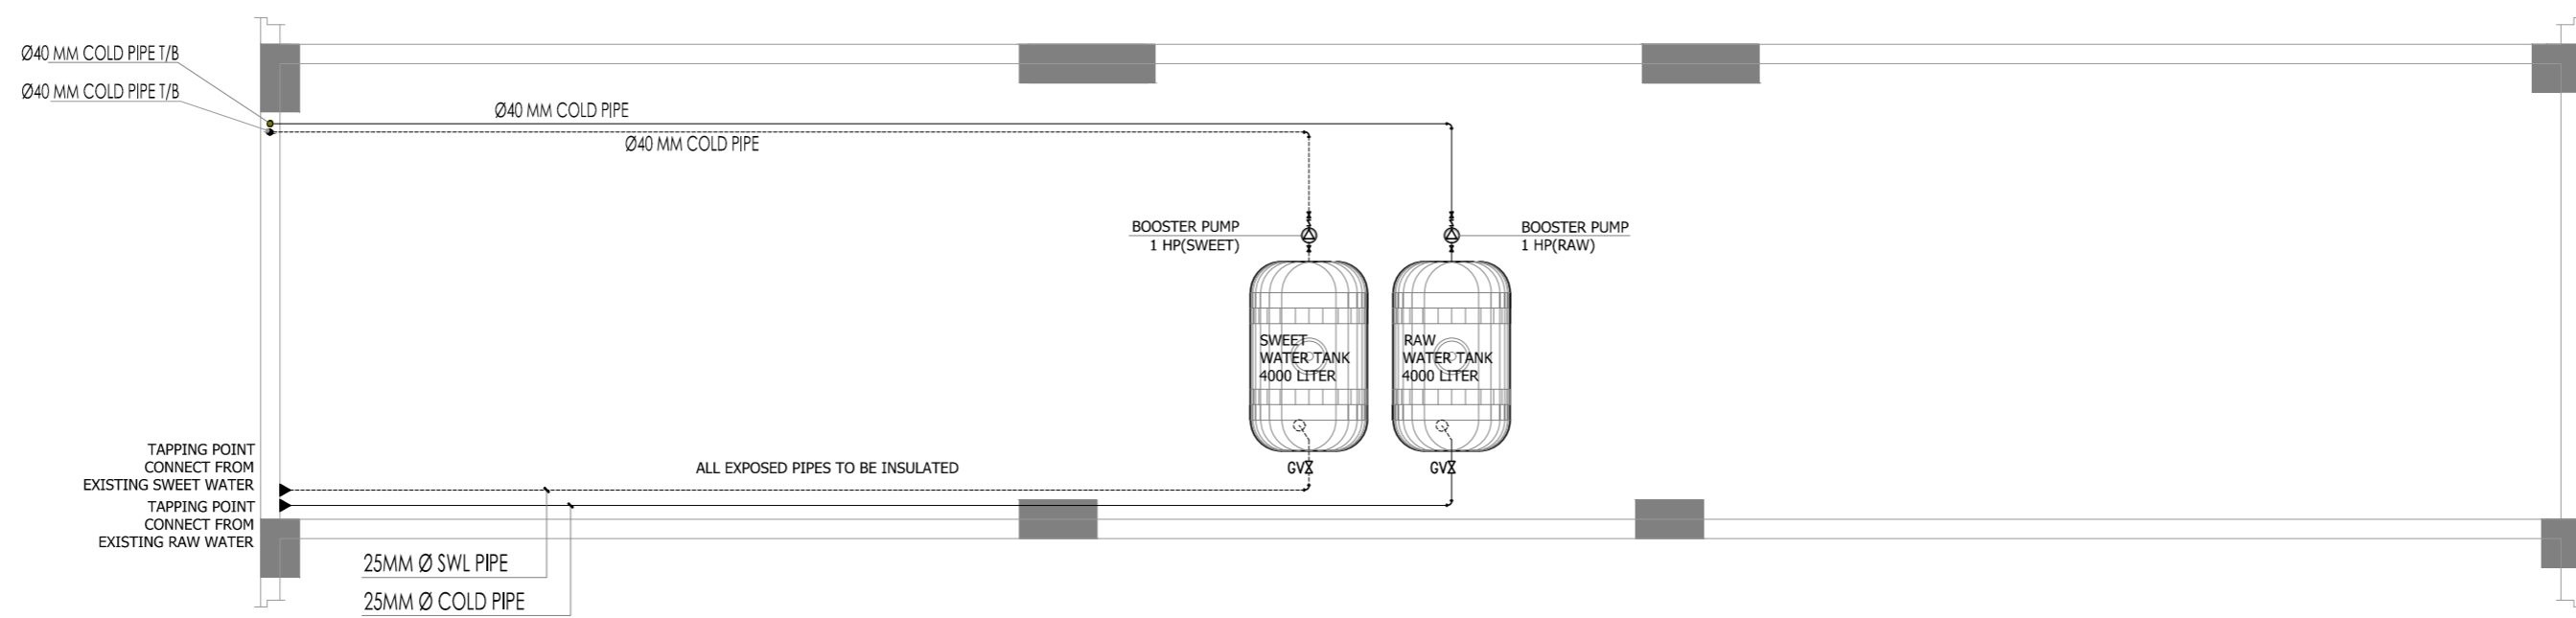 Ø40 MM COLD PIPE T/B
Ø40 MM COLD PIPE T/B
Ø40 MM COLD PIPE
Ø40 MM COLD PIPE
BOOSTER PUMP
1 HP(SWEET)
BOOSTER PUMP
1 HP(RAW)
SWEET
WATER TANK
4000 LITER
RAW
WATER TANK
4000 LITER
GV
GV
TAPPING POINT
CONNECT FROM
EXISTING SWEET WATER
ALL EXPOSED PIPES TO BE INSULATED
TAPPING POINT
CONNECT FROM
EXISTING RAW WATER
25MM Ø SWL PIPE
25MM Ø COLD PIPE